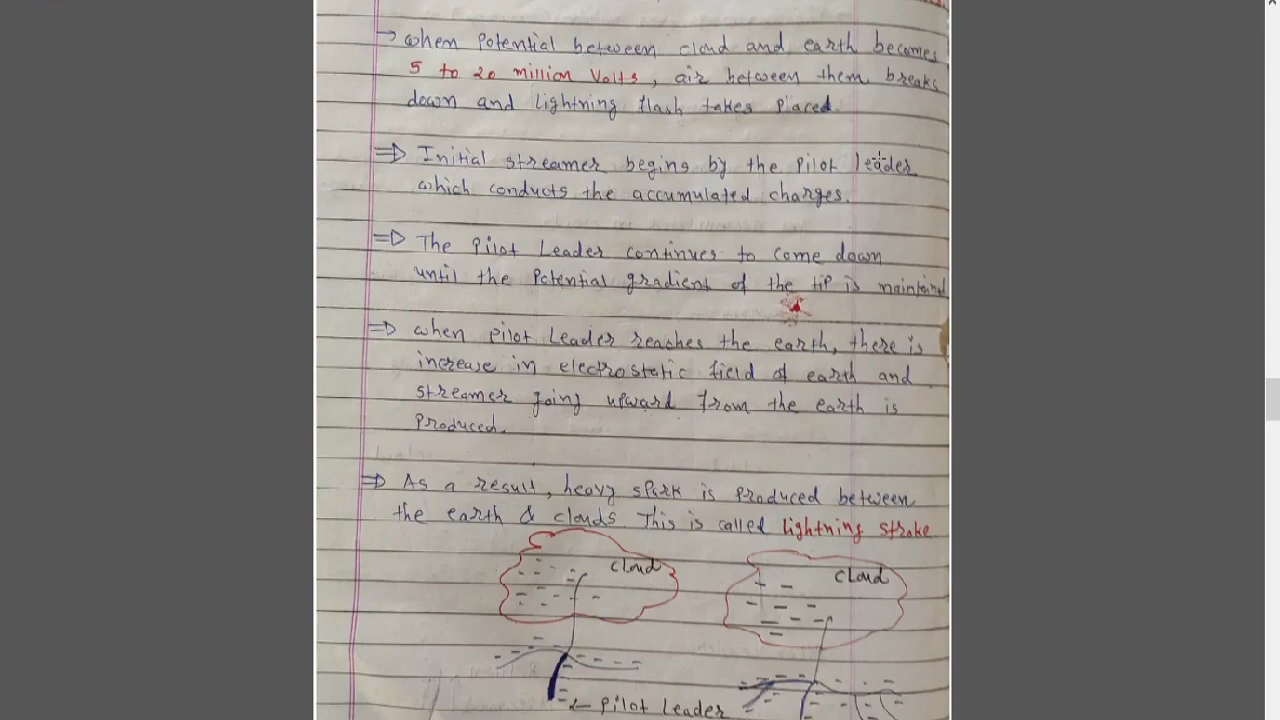 → When Potential between cloud and earth becomes
5 to 20 million Volts, air between them breaks
down and lightning flash takes placed.
⇒ Initial streamer begins by the Pilot leader
which conducts the accumulated charges.
⇒ The Pilot Leader continues to come down
until the Potential gradient of the tip is maintained
⇒ When pilot Leader reaches the earth, there is
increase in electrostatic field of earth and
streamer going upward from the earth is
Produced.
⇒ As a result, heavy spark is produced between
the earth & clouds This is called lightning stroke
cloud
cloud
← Pilot Leader